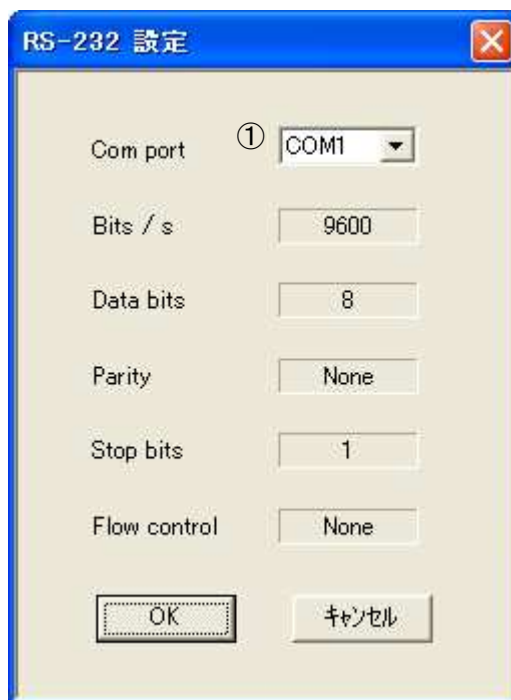 RS-232 設定
Com port ① COM1
Bits / s 9600
Data bits 8
Parity None
Stop bits 1
Flow control None
OK ｷｬﾝｾﾙ